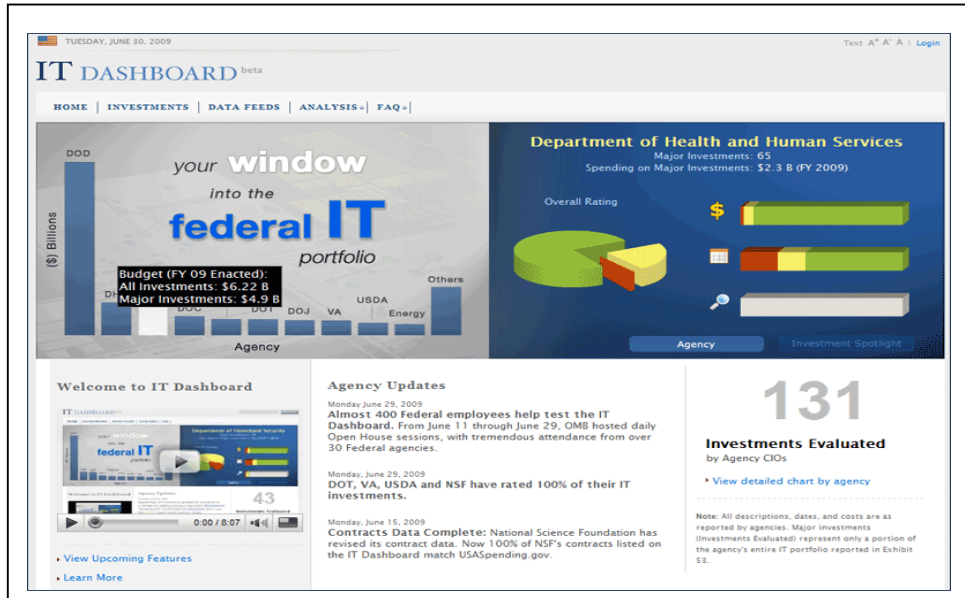 TUESDAY, JUNE 30, 2009
Text A+ A- A | Login
IT DASHBOARD beta
HOME | INVESTMENTS | DATA FEEDS | ANALYSIS | FAQ |
DOD
($) Billions
your window
into the
federal IT
portfolio
Budget (FY 09 Enacted):
All Investments: $6.22 B
Major Investments: $4.9 B
DOC
DOT
DOJ
VA
USDA
Energy
Others
Agency
Department of Health and Human Services
Major Investments: 65
Spending on Major Investments: $2.3 B (FY 2009)
Overall Rating
$
Agency
Investment Spotlight
Welcome to IT Dashboard
IT DASHBOARD
your window
into the
federal IT
portfolio
43
0:00 / 8:07
View Upcoming Features
Learn More
Agency Updates
Monday June 29, 2009
Almost 400 Federal employees help test the IT
Dashboard. From June 11 through June 29, OMB hosted daily
Open House sessions, with tremendous attendance from over
30 Federal agencies.
Monday, June 29, 2009
DOT, VA, USDA and NSF have rated 100% of their IT
investments.
Monday, June 15, 2009
Contracts Data Complete: National Science Foundation has
revised its contract data. Now 100% of NSF's contracts listed on
the IT Dashboard match USASpending.gov.
131
Investments Evaluated
by Agency CIOs
View detailed chart by agency
Note: All descriptions, dates, and costs are as
reported by agencies. Major investments
(Investments Evaluated) represent only a portion of
the agency's entire IT portfolio reported in Exhibit
53.